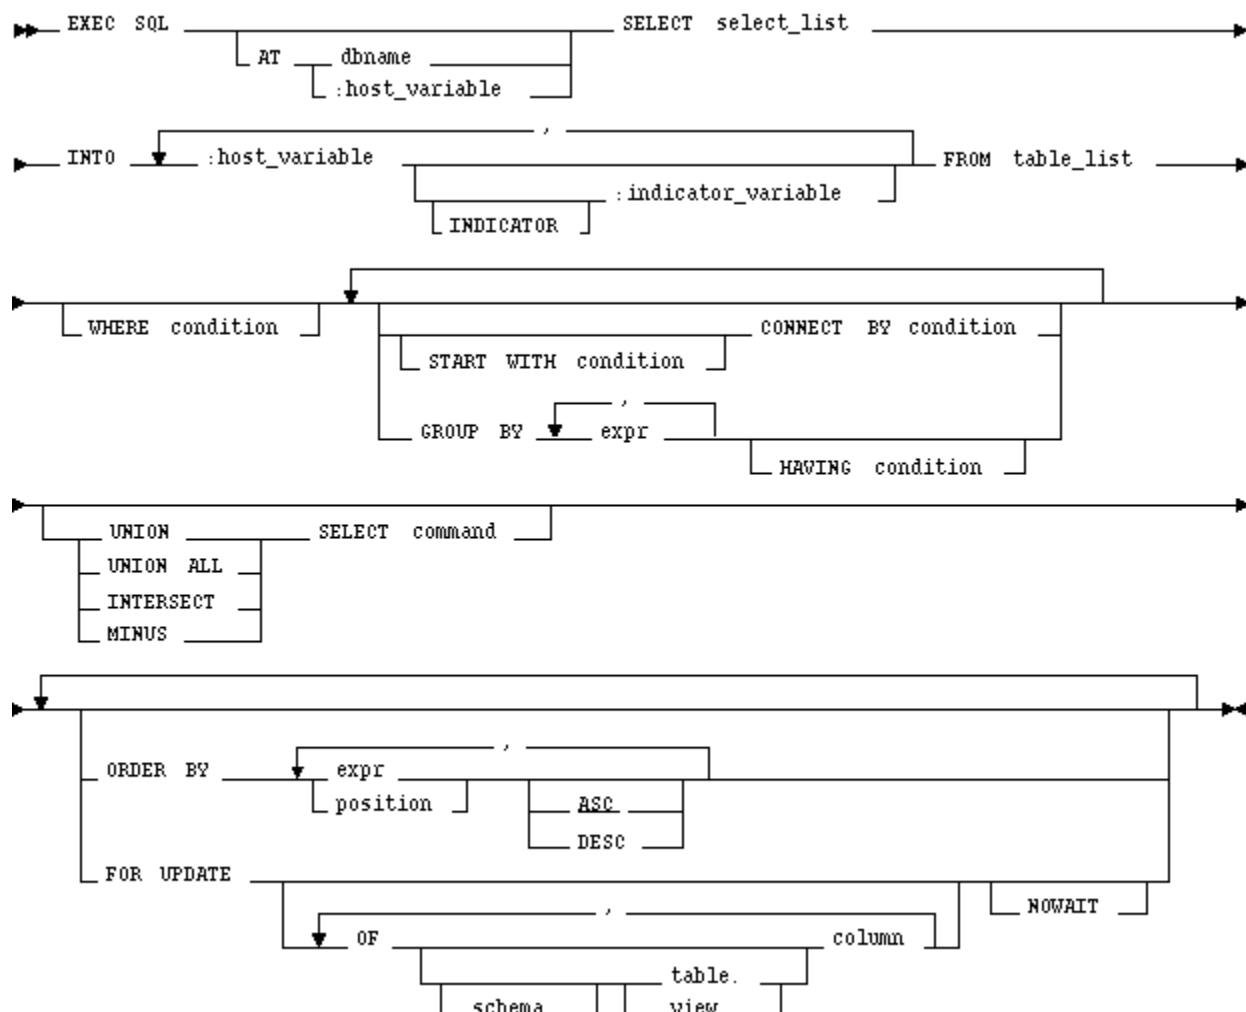 EXEC SQL SELECT select_list
AT dbname
:host_variable
,
INTO :host_variable FROM table_list
:indicator_variable
INDICATOR
WHERE condition CONNECT BY condition
START WITH condition
,
GROUP BY expr
HAVING condition
UNION SELECT command
UNION ALL
INTERSECT
MINUS
,
ORDER BY expr
position ASC
DESC
FOR UPDATE
NOWAIT
,
OF column
table.
schema view